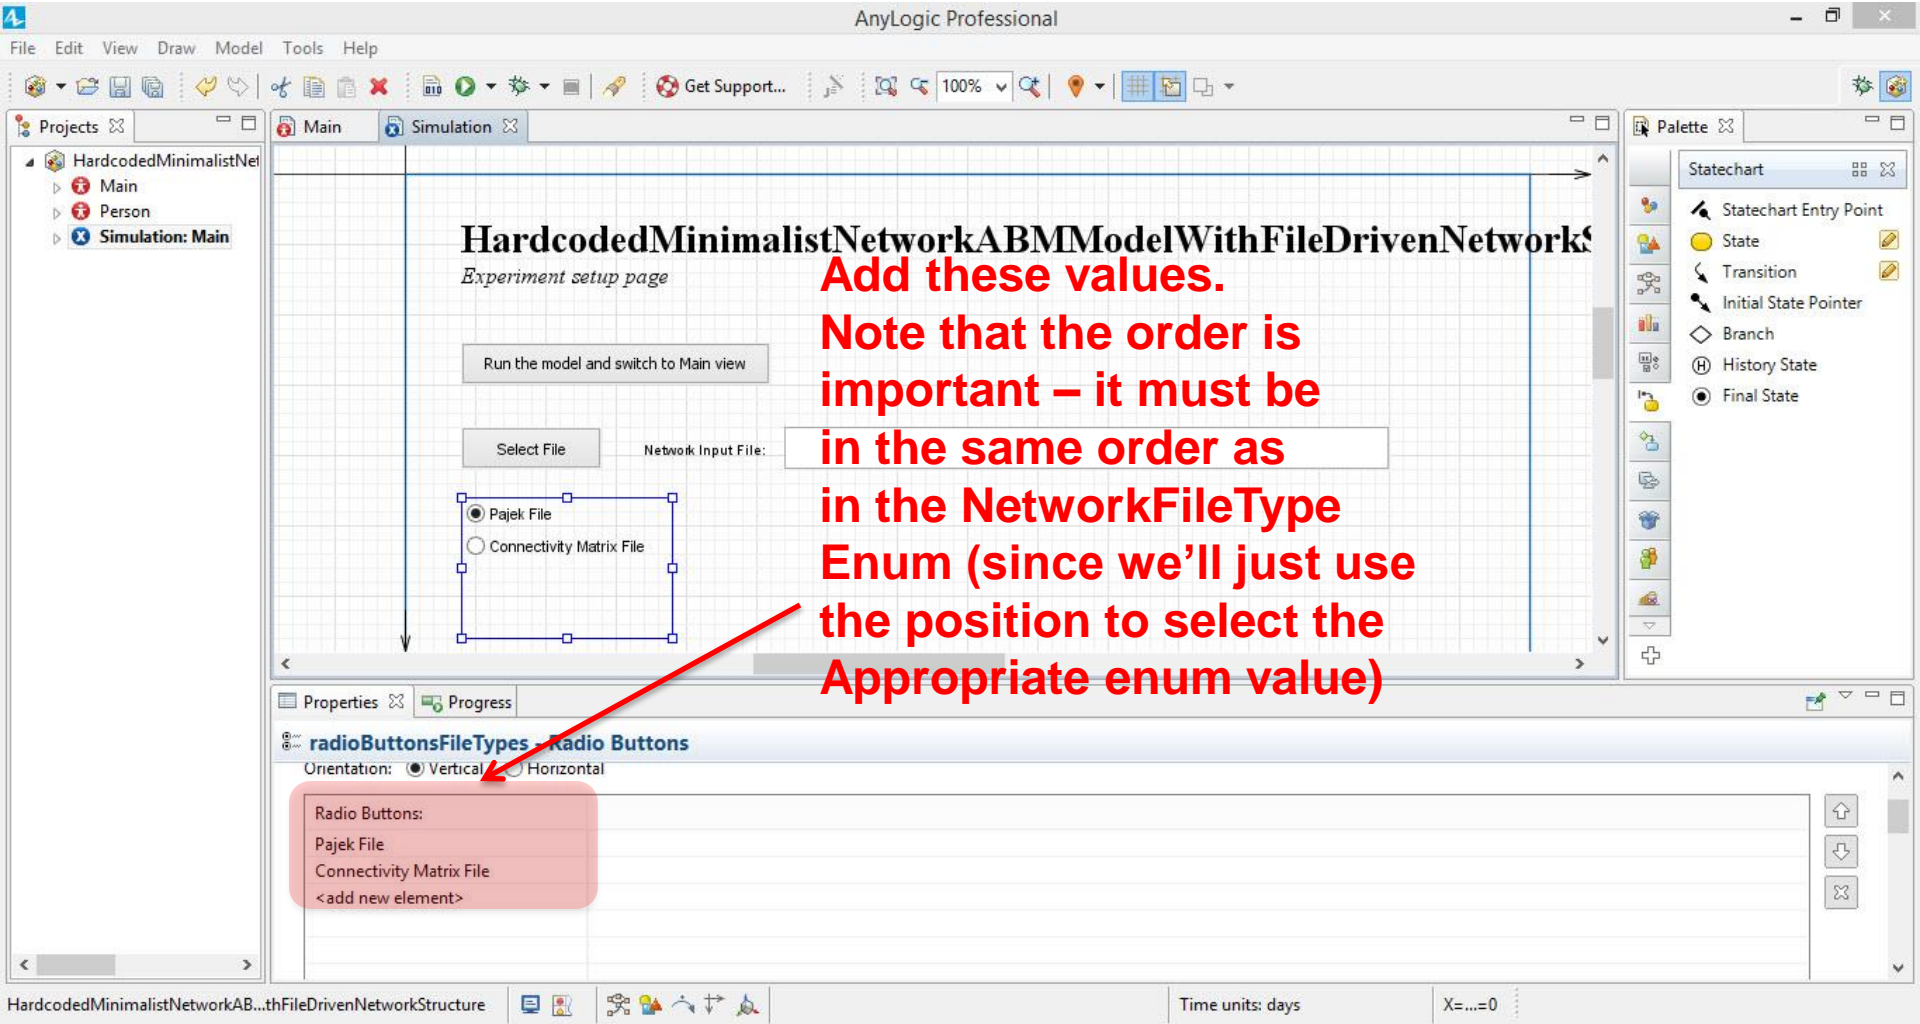 AnyLogic Professional
File Edit View Draw Model Tools Help
Get Support... 100%
Projects
HardcodedMinimalistNet
Main
Person
Simulation: Main
Main Simulation
HardcodedMinimalistNetworkABMModelWithFileDrivenNetworkS
Experiment setup page
Run the model and switch to Main view
Select File Network Input File:
Pajek File
Connectivity Matrix File
Add these values.
Note that the order is
important – it must be
in the same order as
in the NetworkFileType
Enum (since we’ll just use
the position to select the
Appropriate enum value)
Palette
Statechart
Statechart Entry Point
State
Transition
Initial State Pointer
Branch
History State
Final State
Properties Progress
radioButtonsFileTypes - Radio Buttons
Orientation: Vertical Horizontal
Radio Buttons:
Pajek File
Connectivity Matrix File
<add new element>
HardcodedMinimalistNetworkAB...thFileDrivenNetworkStructure Time units: days X=...=0